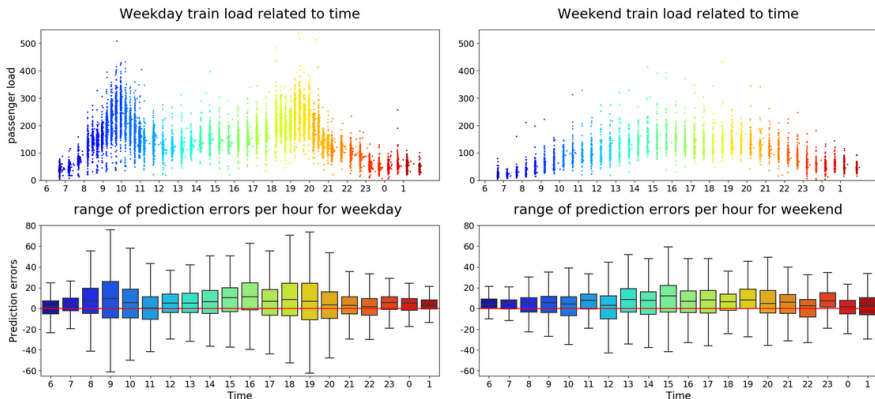 Weekday train load related to time
Weekend train load related to time
passenger load
500
400
300
200
100
0
6 7 8 9 10 11 12 13 14 15 16 17 18 19 20 21 22 23 0 1
500
400
300
200
100
0
6 7 8 9 10 11 12 13 14 15 16 17 18 19 20 21 22 23 0 1
range of prediction errors per hour for weekday
range of prediction errors per hour for weekend
Prediction errors
80
60
40
20
0
-20
-40
-60
6 7 8 9 10 11 12 13 14 15 16 17 18 19 20 21 22 23 0 1
Time
80
60
40
20
0
-20
-40
-60
6 7 8 9 10 11 12 13 14 15 16 17 18 19 20 21 22 23 0 1
Time